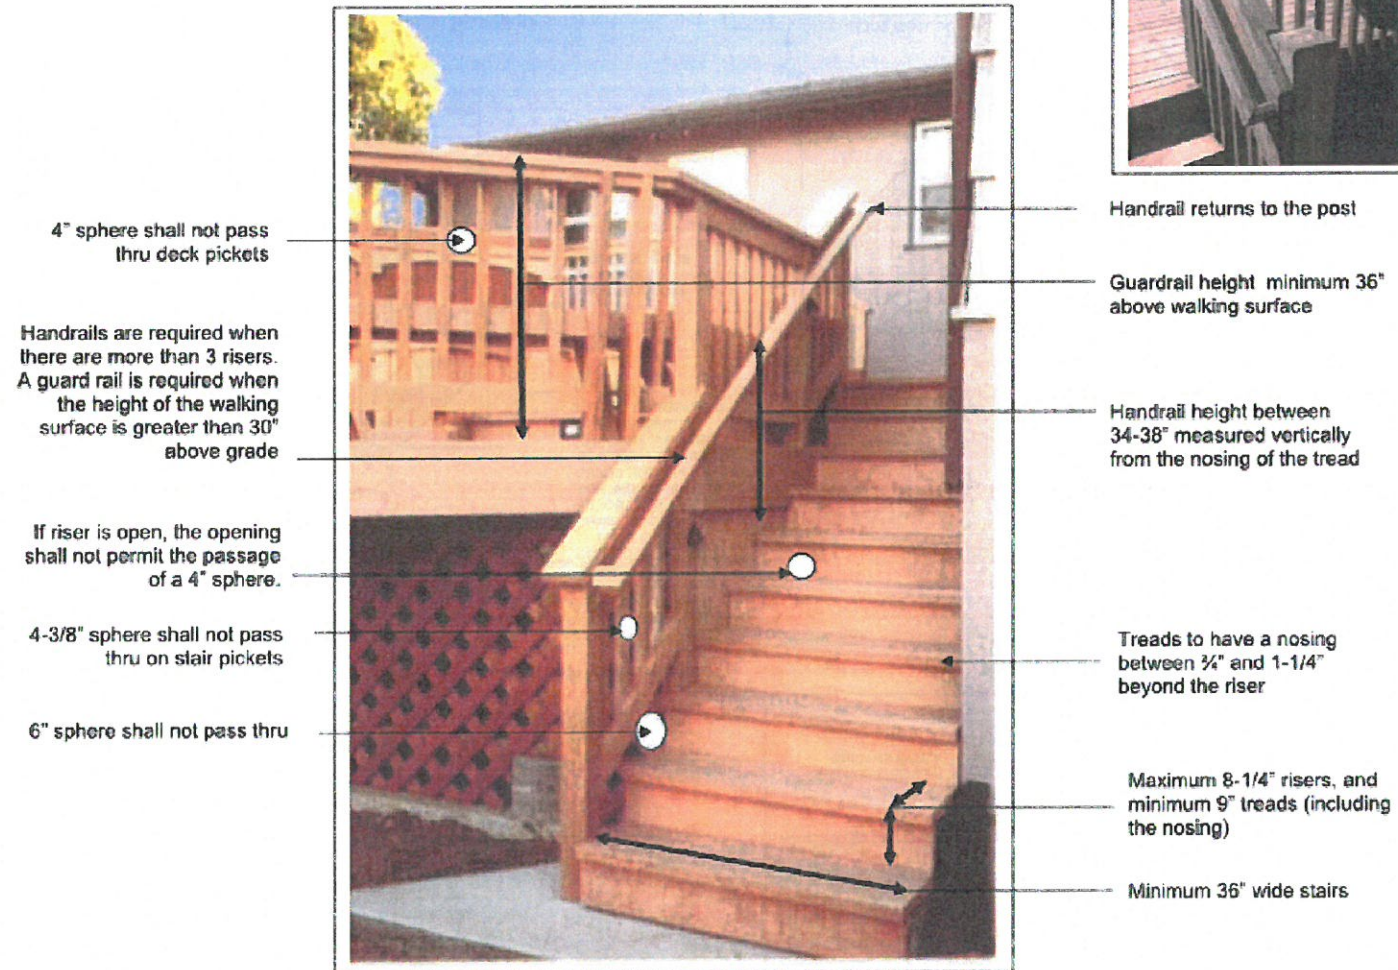 4" sphere shall not pass
thru deck pickets
Handrails are required when
there are more than 3 risers.
A guard rail is required when
the height of the walking
surface is greater than 30"
above grade
If riser is open, the opening
shall not permit the passage
of a 4" sphere.
4-3/8" sphere shall not pass
thru on stair pickets
6" sphere shall not pass thru
Handrail returns to the post
Guardrail height minimum 36"
above walking surface
Handrail height between
34-38" measured vertically
from the nosing of the tread
Treads to have a nosing
between ¾" and 1-1/4"
beyond the riser
Maximum 8-1/4" risers, and
minimum 9" treads (including
the nosing)
Minimum 36" wide stairs